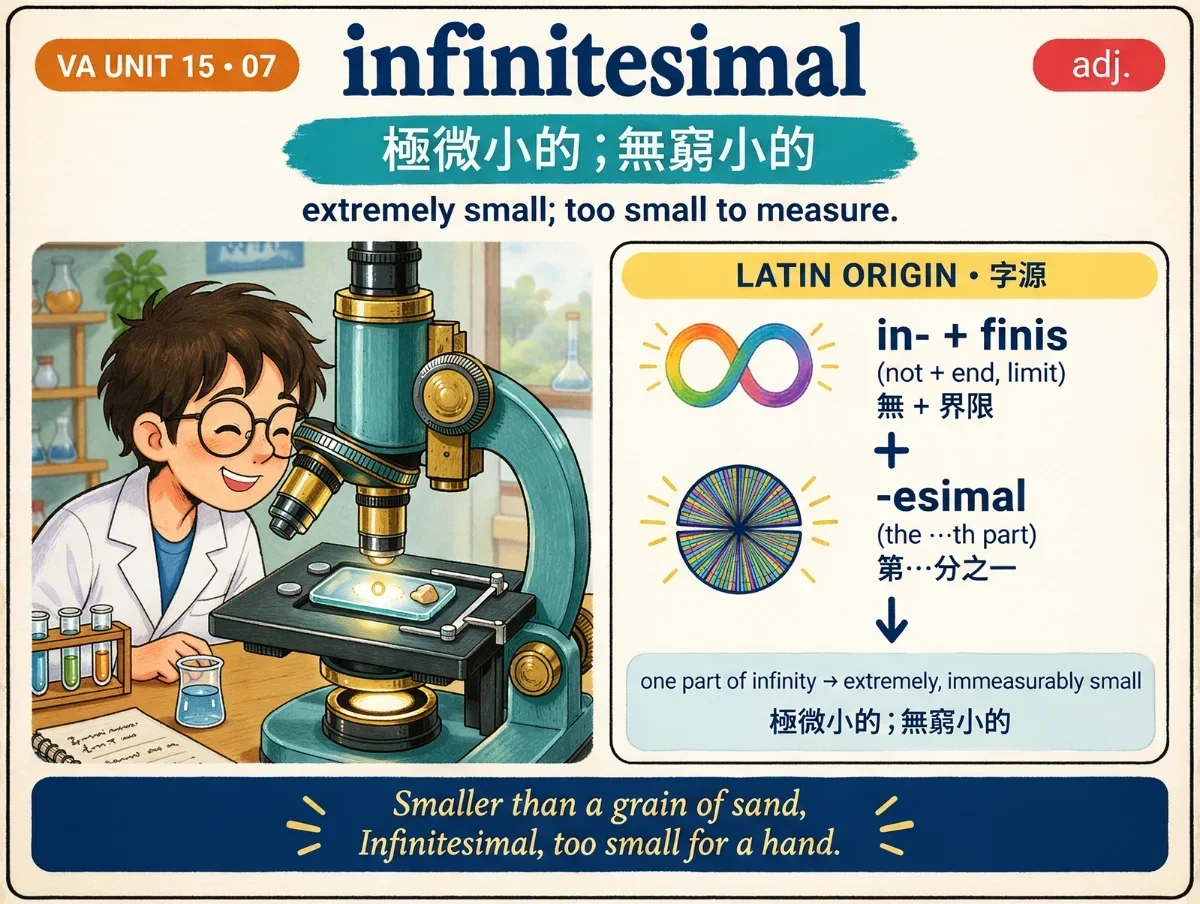 VA UNIT 15 • 07
infinitesimal
adj.
極微小的；無窮小的
extremely small; too small to measure.
LATIN ORIGIN • 字源
in- + finis
(not + end, limit)
無 + 界限
+
-esimal
(the ⋯th part)
第⋯分之一
↓
one part of infinity → extremely, immeasurably small
極微小的；無窮小的
Smaller than a grain of sand,
Infinitesimal, too small for a hand.